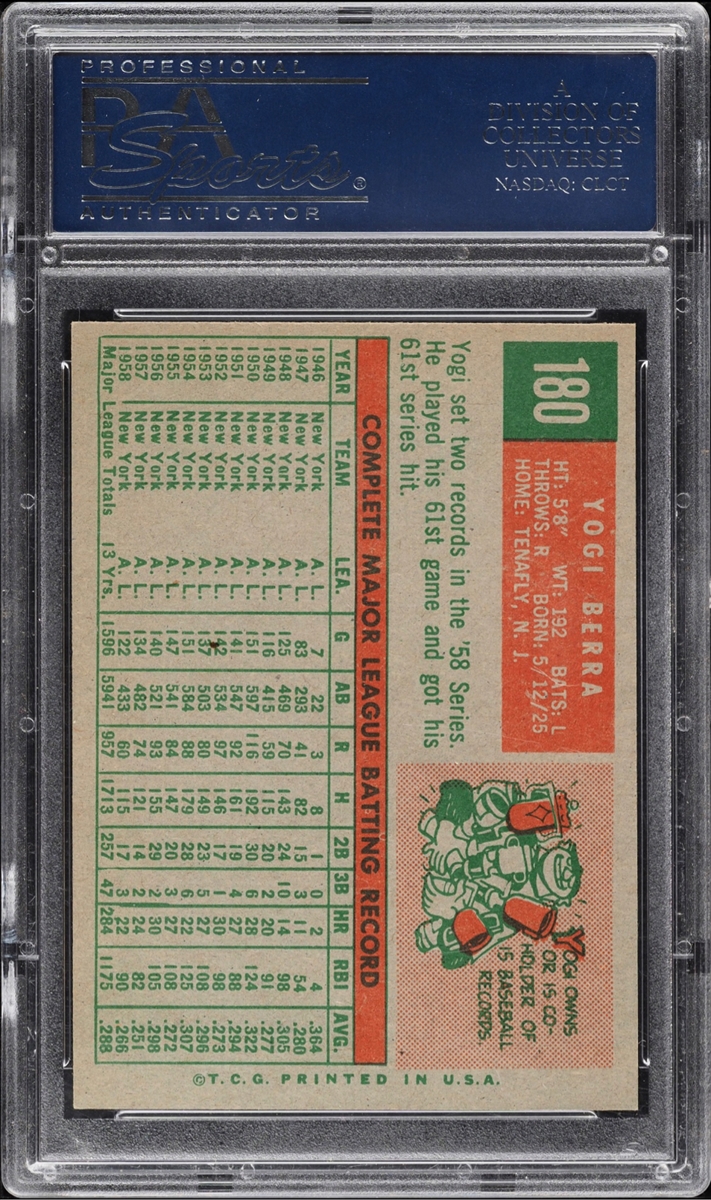 PROFESSIONAL
PSA
Sports®
AUTHENTICATOR
A
DIVISION OF
COLLECTORS
UNIVERSE
NASDAQ: CLCT
180
YOGI BERRA
HT: 5'8" WT: 192 BATS: L
THROWS: R BORN: 5/12/25
HOME: TENAFLY, N. J.
YOGI OWNS
OR IS CO-
HOLDER OF
15 BASEBALL
RECORDS.
Yogi set two records in the '58 Series.
He played his 61st game and got his
61st series hit.
COMPLETE MAJOR LEAGUE BATTING RECORD
YEAR TEAM LEA. G AB R H 2B 3B HR RBI AVG.
1946 New York A. L. 7 22 3 8 1 0 2 4 .364
1947 New York A. L. 83 293 41 82 15 3 11 54 .280
1948 New York A. L. 125 469 70 143 24 10 14 98 .305
1949 New York A. L. 116 415 59 115 20 2 20 91 .277
1950 New York A. L. 151 597 116 192 30 6 28 124 .322
1951 New York A. L. 141 547 92 161 19 4 27 88 .294
1952 New York A. L. 142 534 97 146 17 1 30 98 .273
1953 New York A. L. 137 503 80 149 23 5 27 108 .296
1954 New York A. L. 151 584 88 179 28 6 22 125 .307
1955 New York A. L. 147 541 84 147 20 3 27 108 .272
1956 New York A. L. 140 521 93 155 29 2 30 105 .298
1957 New York A. L. 134 482 74 121 14 2 24 82 .251
1958 New York A. L. 122 433 60 115 17 3 22 90 .266
Major League Totals 13 Yrs. 1596 5941 957 1713 257 47 284 1175 .288
©T.C.G. PRINTED IN U.S.A.